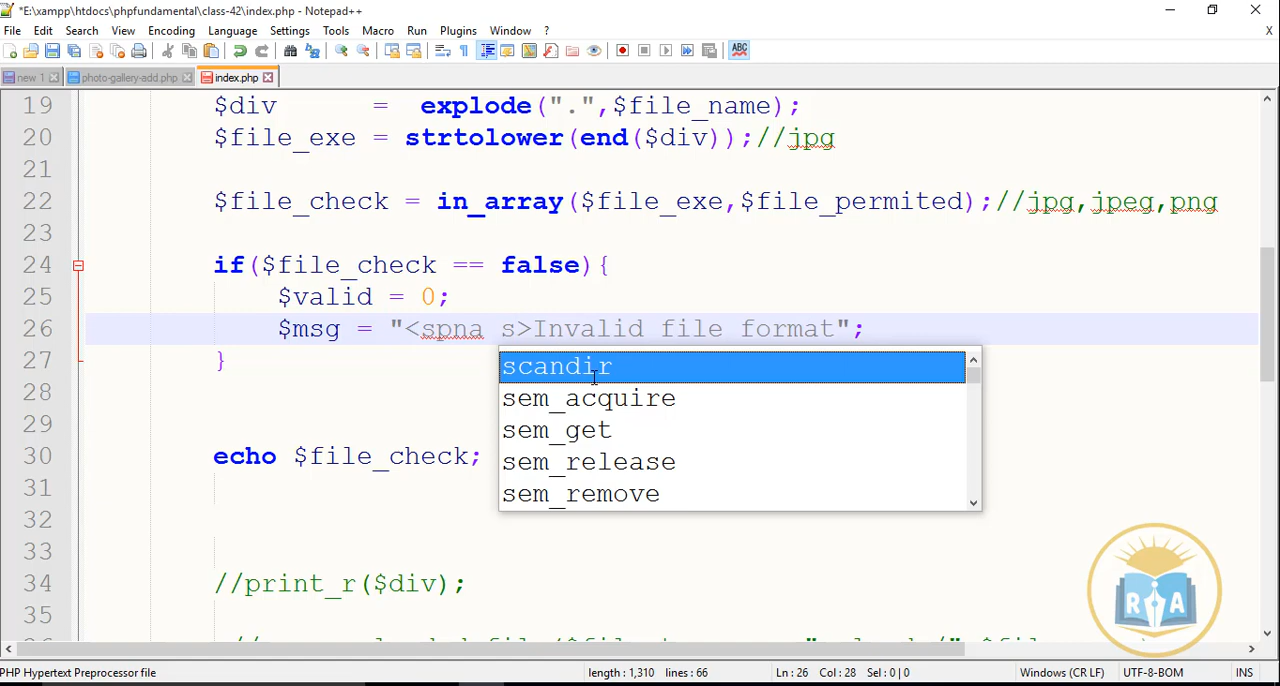 *E:\xampp\htdocs\phpfundamental\class-42\index.php - Notepad++
File Edit Search View Encoding Language Settings Tools Macro Run Plugins Window ?
X
ABC
new 1 photo-gallery-add.php index.php
19 $div = explode(".",$file_name);
20 $file_exe = strtolower(end($div));//jpg
21
22 $file_check = in_array($file_exe,$file_permited);//jpg,jpeg,png
23
24 if($file_check == false){
25 $valid = 0;
26 $msg = "<spna s>Invalid file format";
27 }
scandir
28
sem_acquire
29
sem_get
30 echo $file_check;
sem_release
31
sem_remove
32
33
34 //print_r($div);
35
R A
PHP Hypertext Preprocessor file length : 1,310 lines : 66 Ln : 26 Col : 28 Sel : 0 | 0 Windows (CR LF) UTF-8-BOM INS